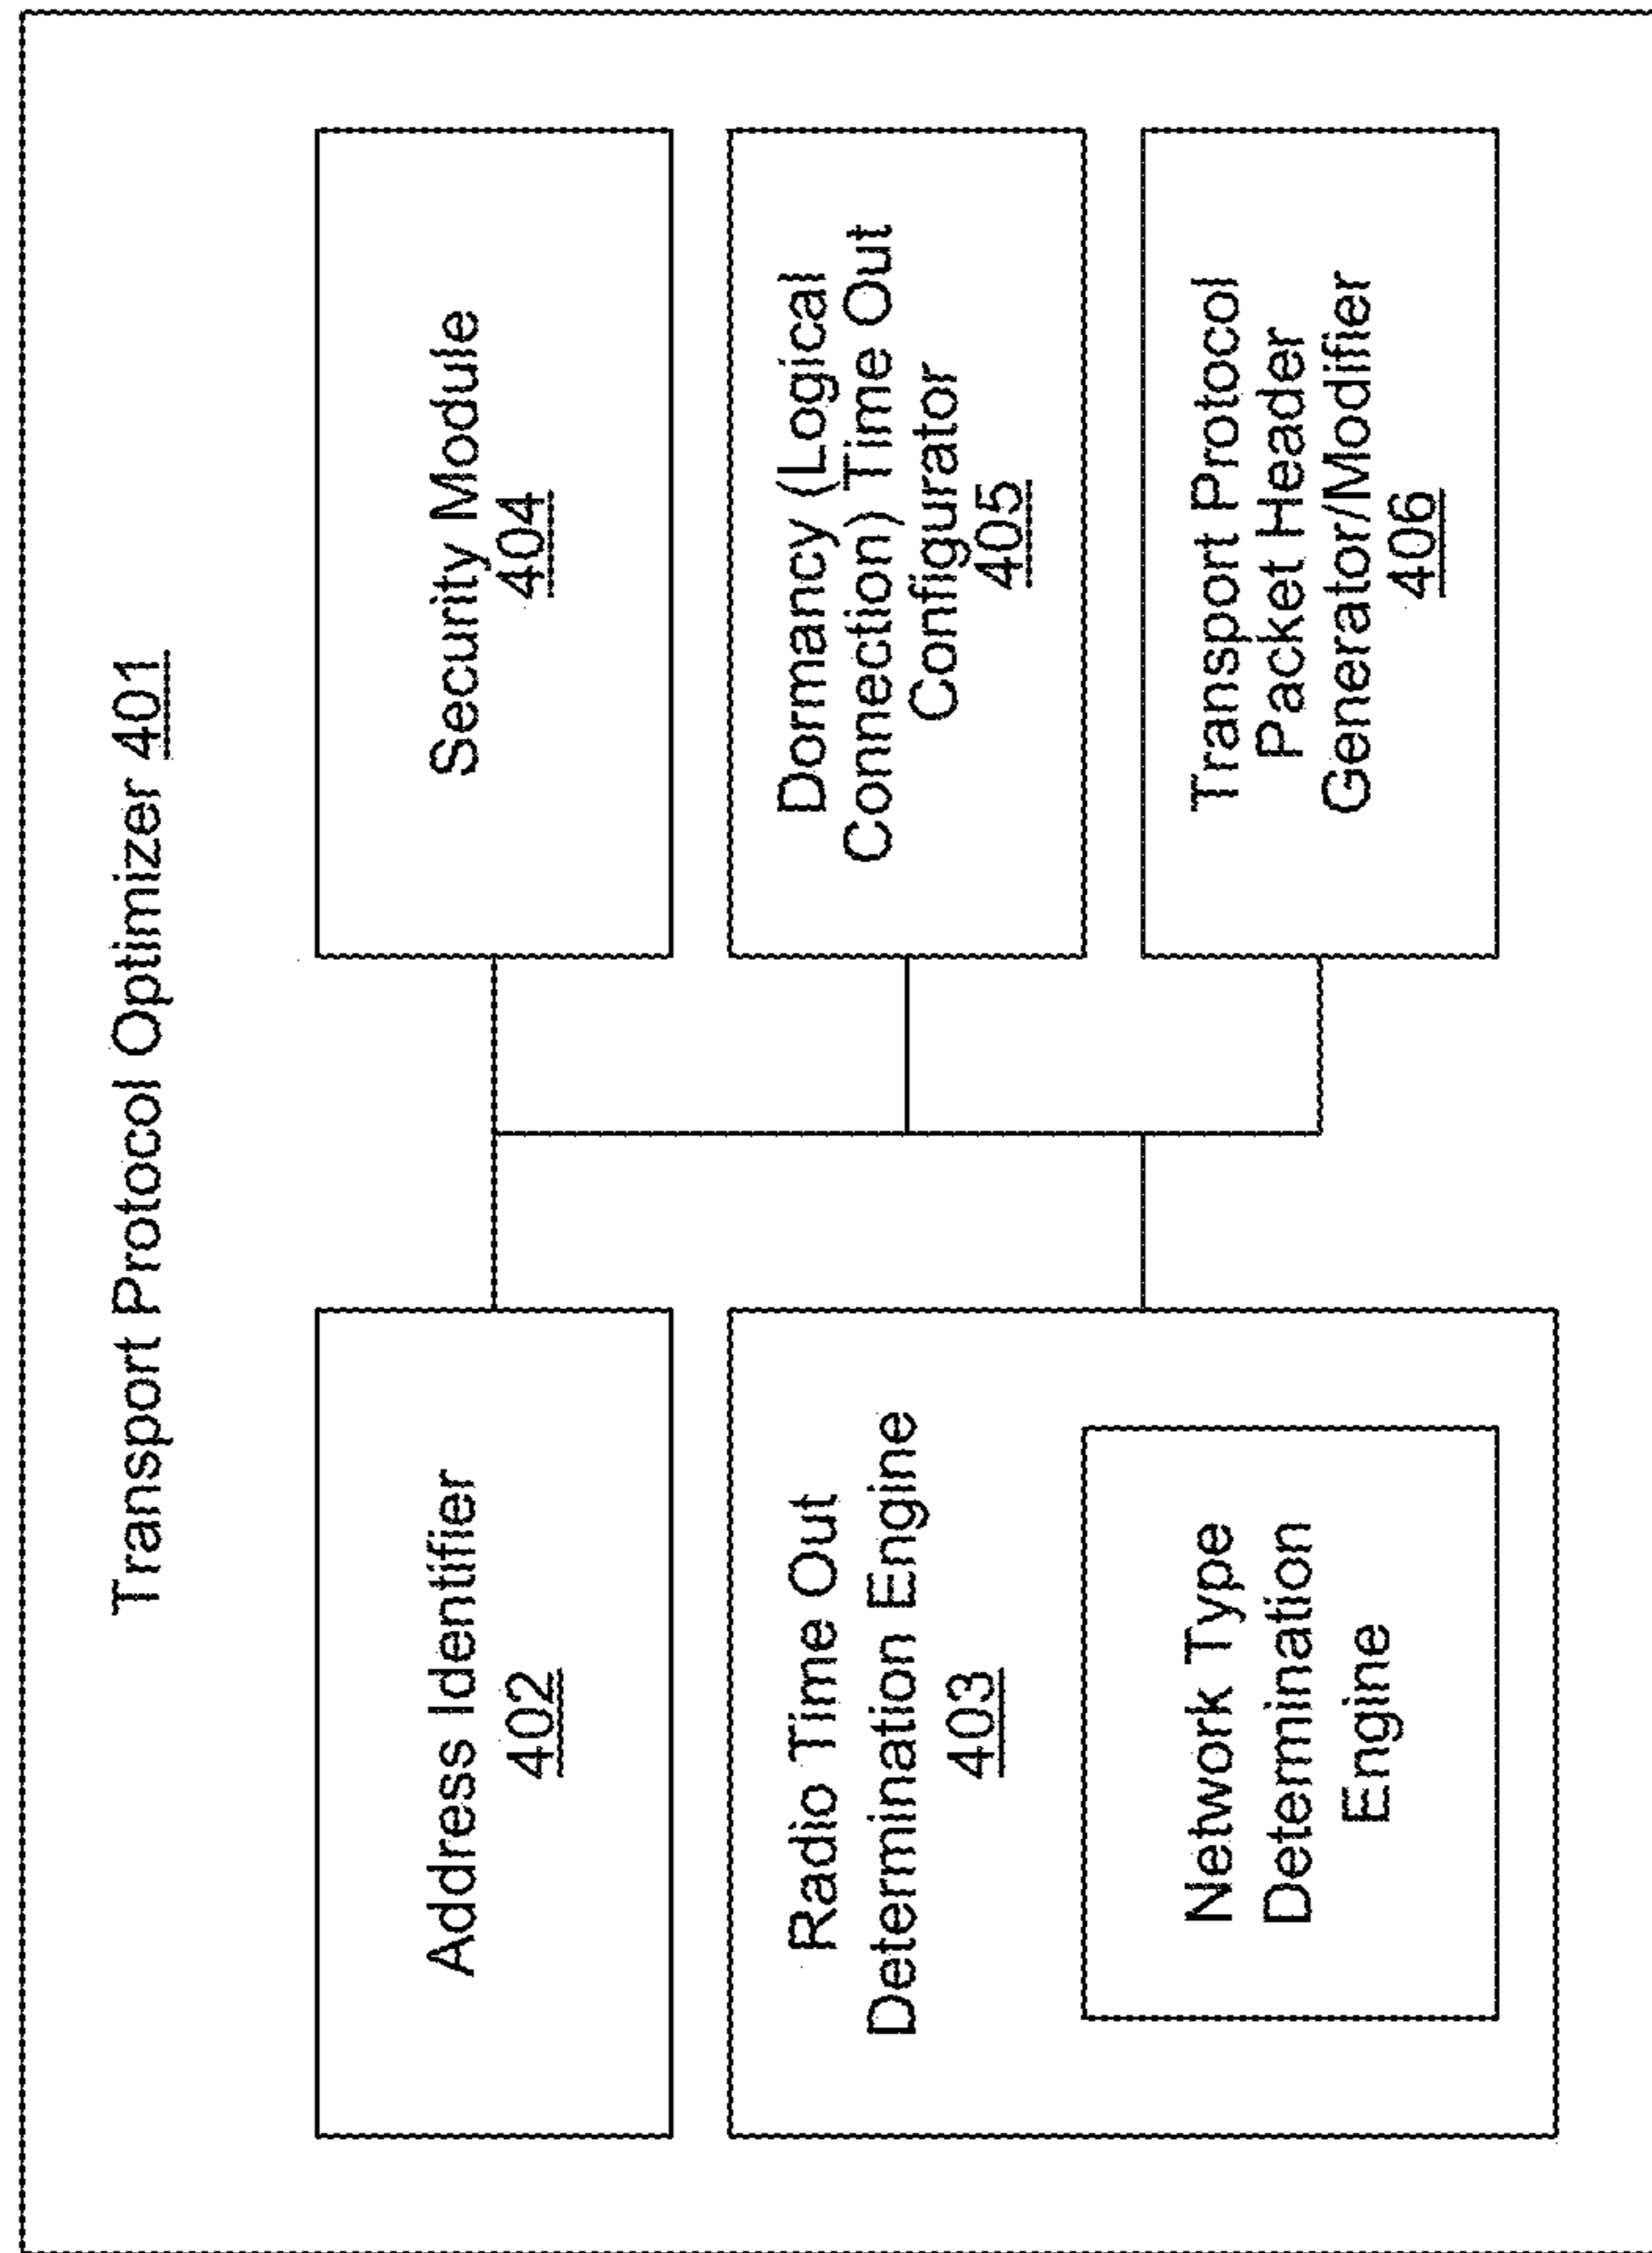 Transport Protocol Optimizer 401
Address Identifier
402
Radio Time Out
Determination Engine
403
Network Type
Determination
Engine
Security Module
404
Dormancy (Logical
Connection) Time Out
Configurator
405
Transport Protocol
Packet Header
Generator/Modifier
406